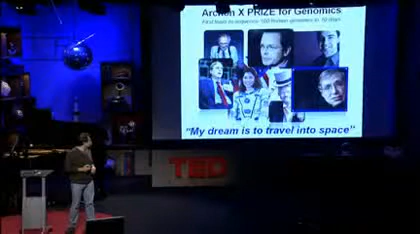 Archon X PRIZE for Genomics
First team to sequence 100 human genomes in 10 days
"My dream is to travel into space"
TED